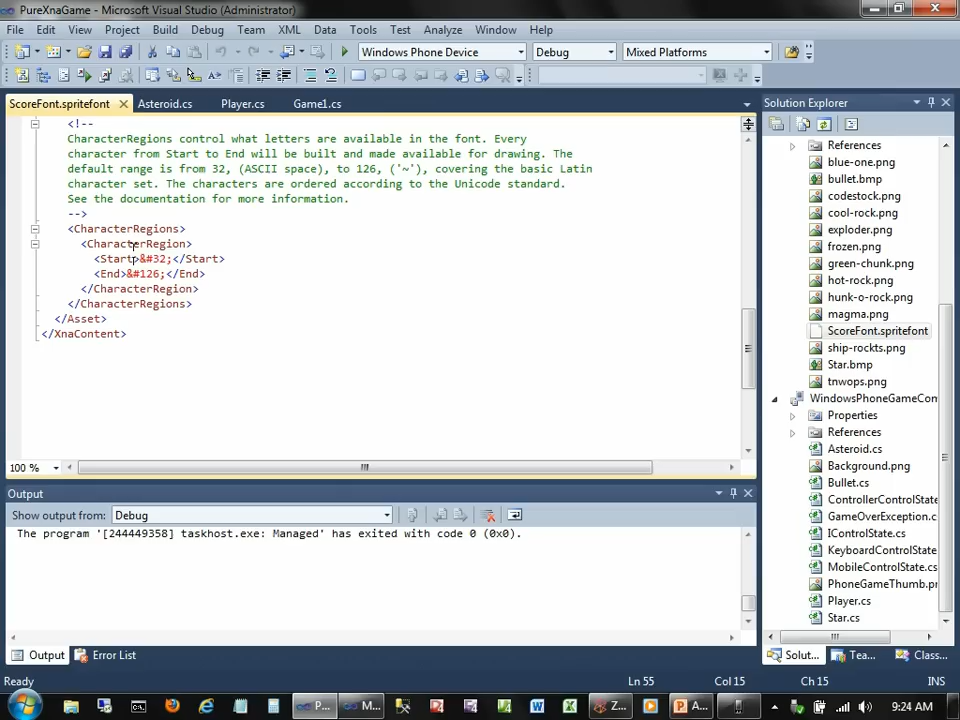 PureXnaGame - Microsoft Visual Studio (Administrator)
File Edit View Project Build Debug Team XML Data Tools Test Analyze Window Help
Windows Phone Device Debug Mixed Platforms
ScoreFont.spritefont Asteroid.cs Player.cs Game1.cs
<!--
CharacterRegions control what letters are available in the font. Every
character from Start to End will be built and made available for drawing. The
default range is from 32, (ASCII space), to 126, ('~'), covering the basic Latin
character set. The characters are ordered according to the Unicode standard.
See the documentation for more information.
-->
<CharacterRegions>
<CharacterRegion>
<Start>&#32;</Start>
<End>&#126;</End>
</CharacterRegion>
</CharacterRegions>
</Asset>
</XnaContent>
100 %
Output
Show output from: Debug
The program '[244449358] taskhost.exe: Managed' has exited with code 0 (0x0).
Output Error List
Solution Explorer
References
blue-one.png
bullet.bmp
codestock.png
cool-rock.png
exploder.png
frozen.png
green-chunk.png
hot-rock.png
hunk-o-rock.png
magma.png
ScoreFont.spritefont
ship-rockts.png
Star.bmp
tnwops.png
WindowsPhoneGameCon
Properties
References
Asteroid.cs
Background.png
Bullet.cs
ControllerControlState
GameOverException.c
IControlState.cs
KeyboardControlState
MobileControlState.cs
PhoneGameThumb.pr
Player.cs
Star.cs
Solut... Tea... Class...
Ready Ln 55 Col 15 Ch 15 INS
P... M... Z... A... 9:24 AM